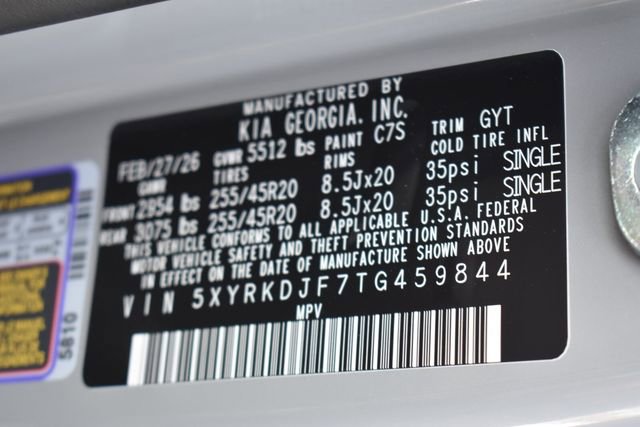 MANUFACTURED BY
KIA GEORGIA, INC.
FEB/27/26 GVWR 5512 lbs PAINT C7S TRIM GYT
GAWR TIRES RIMS COLD TIRE INFL
FRONT 2954 lbs 255/45R20 8.5Jx20 35psi SINGLE
REAR 3075 lbs 255/45R20 8.5Jx20 35psi SINGLE
THIS VEHICLE CONFORMS TO ALL APPLICABLE U.S.A. FEDERAL
MOTOR VEHICLE SAFETY AND THEFT PREVENTION STANDARDS
IN EFFECT ON THE DATE OF MANUFACTURE SHOWN ABOVE
VIN 5XYRKDJF7TG459844
MPV
5810